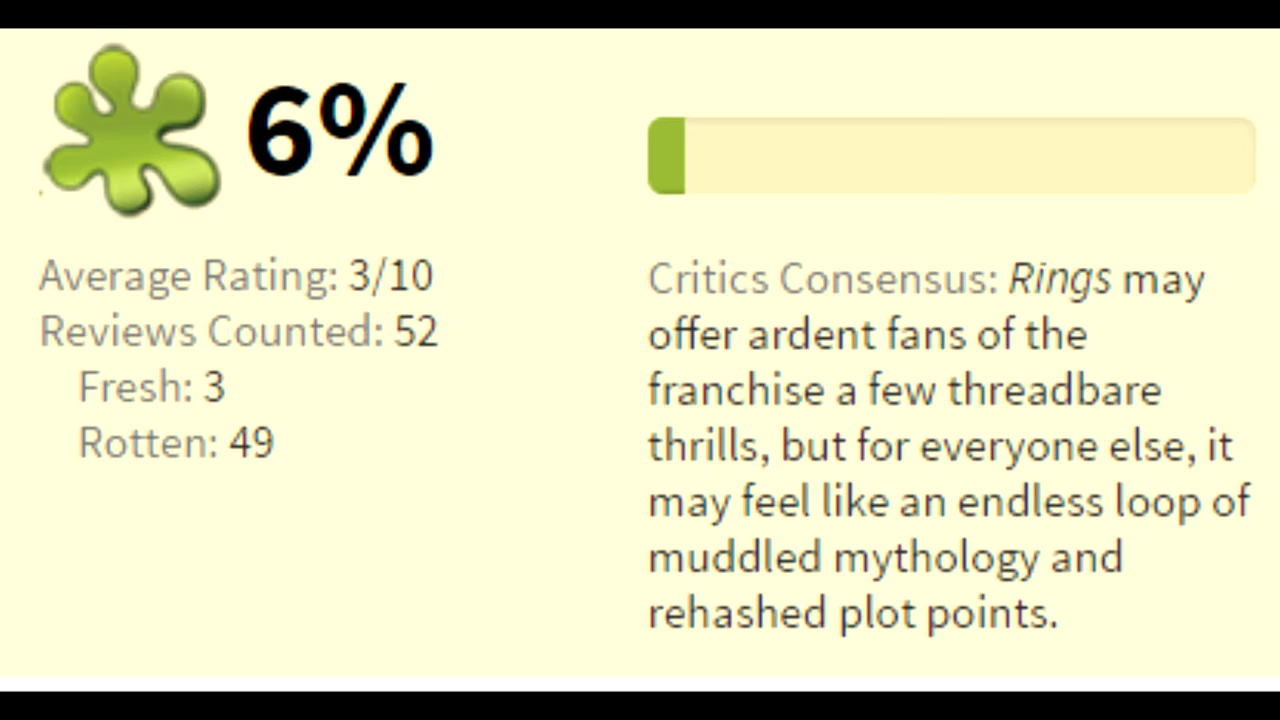 6%
Average Rating: 3/10
Reviews Counted: 52
Fresh: 3
Rotten: 49
Critics Consensus: Rings may
offer ardent fans of the
franchise a few threadbare
thrills, but for everyone else, it
may feel like an endless loop of
muddled mythology and
rehashed plot points.